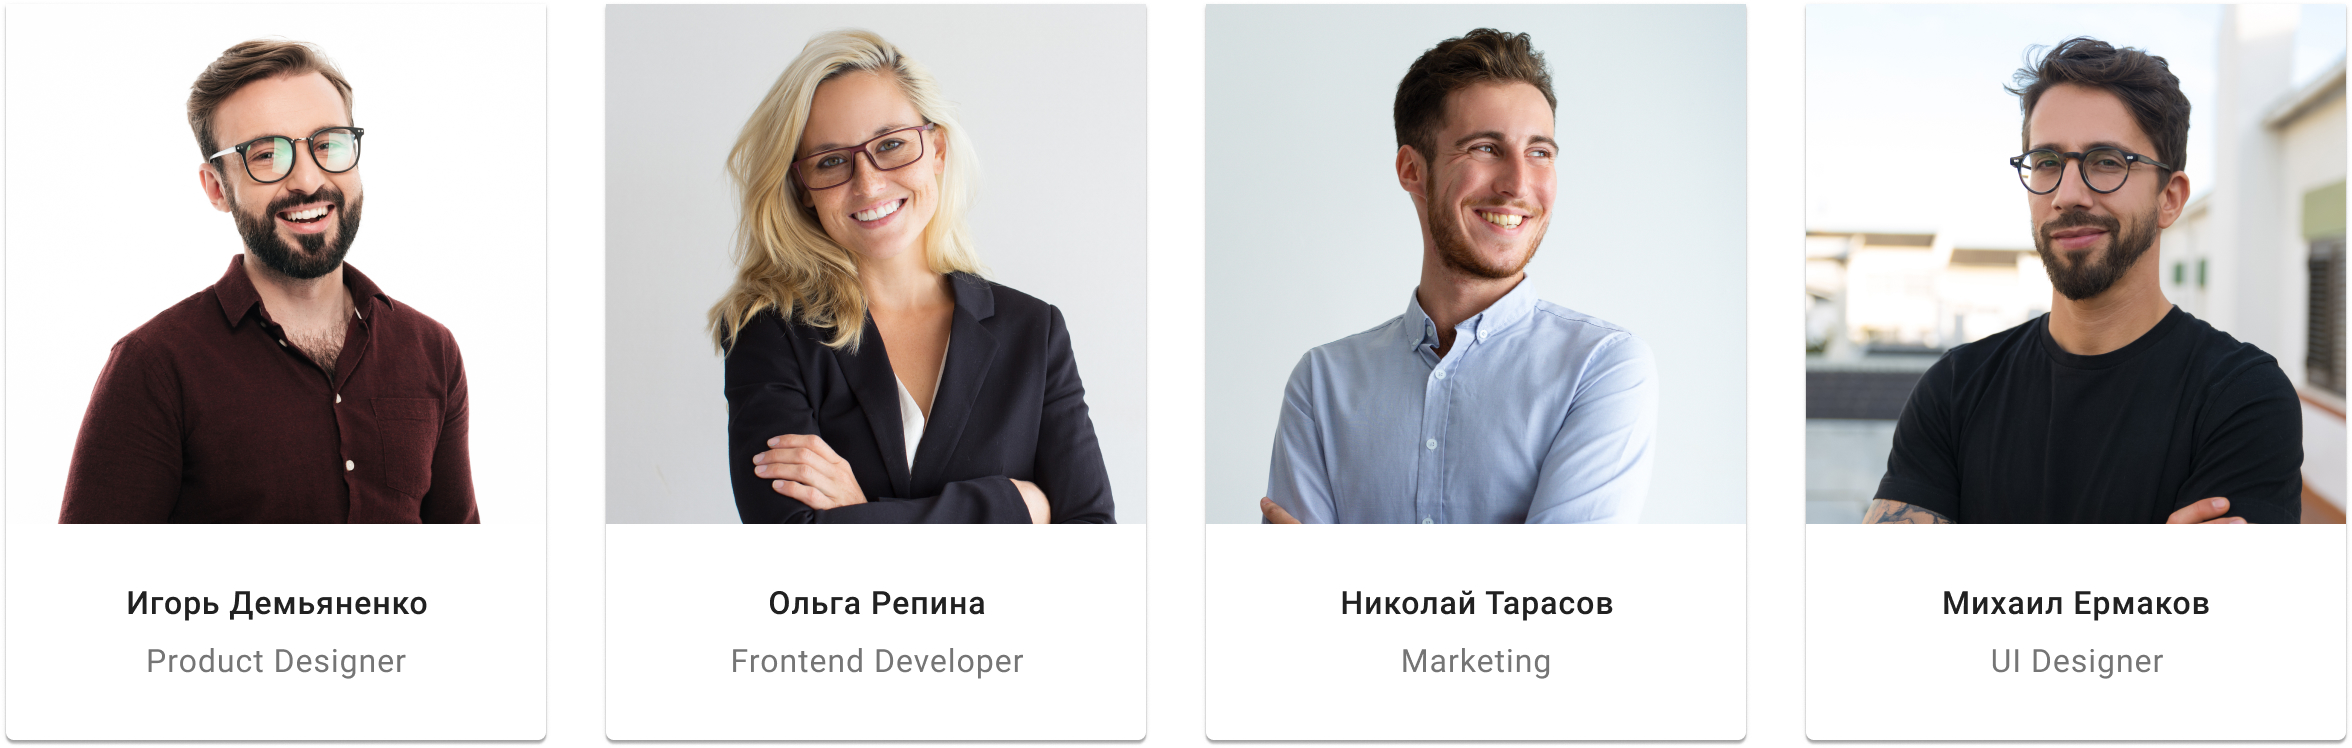 Игорь Демьяненко
Product Designer
Ольга Репина
Frontend Developer
Николай Тарасов
Marketing
Михаил Ермаков
UI Designer